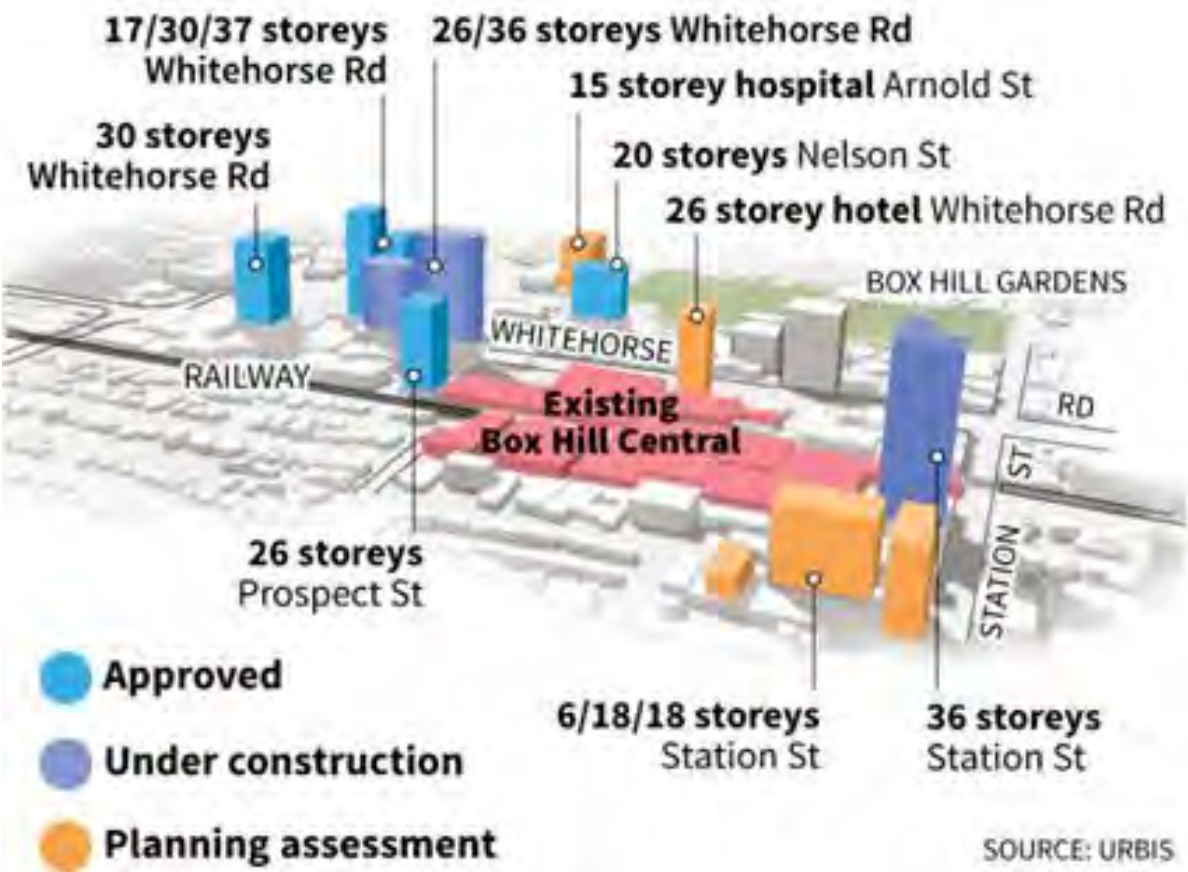 17/30/37 storeys
Whitehorse Rd
26/36 storeys Whitehorse Rd
15 storey hospital Arnold St
30 storeys
Whitehorse Rd
20 storeys Nelson St
26 storey hotel Whitehorse Rd
BOX HILL GARDENS
WHITEHORSE
RAILWAY
RD
Existing
Box Hill Central
ST
STATION
26 storeys
Prospect St
Approved
6/18/18 storeys
Station St
36 storeys
Station St
Under construction
Planning assessment
SOURCE: URBIS